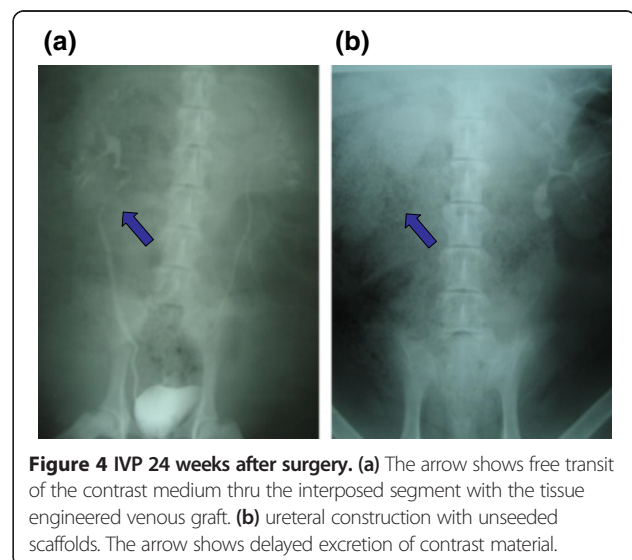 (a)
(b)
Figure 4 IVP 24 weeks after surgery. (a) The arrow shows free transit
of the contrast medium thru the interposed segment with the tissue
engineered venous graft. (b) ureteral construction with unseeded
scaffolds. The arrow shows delayed excretion of contrast material.